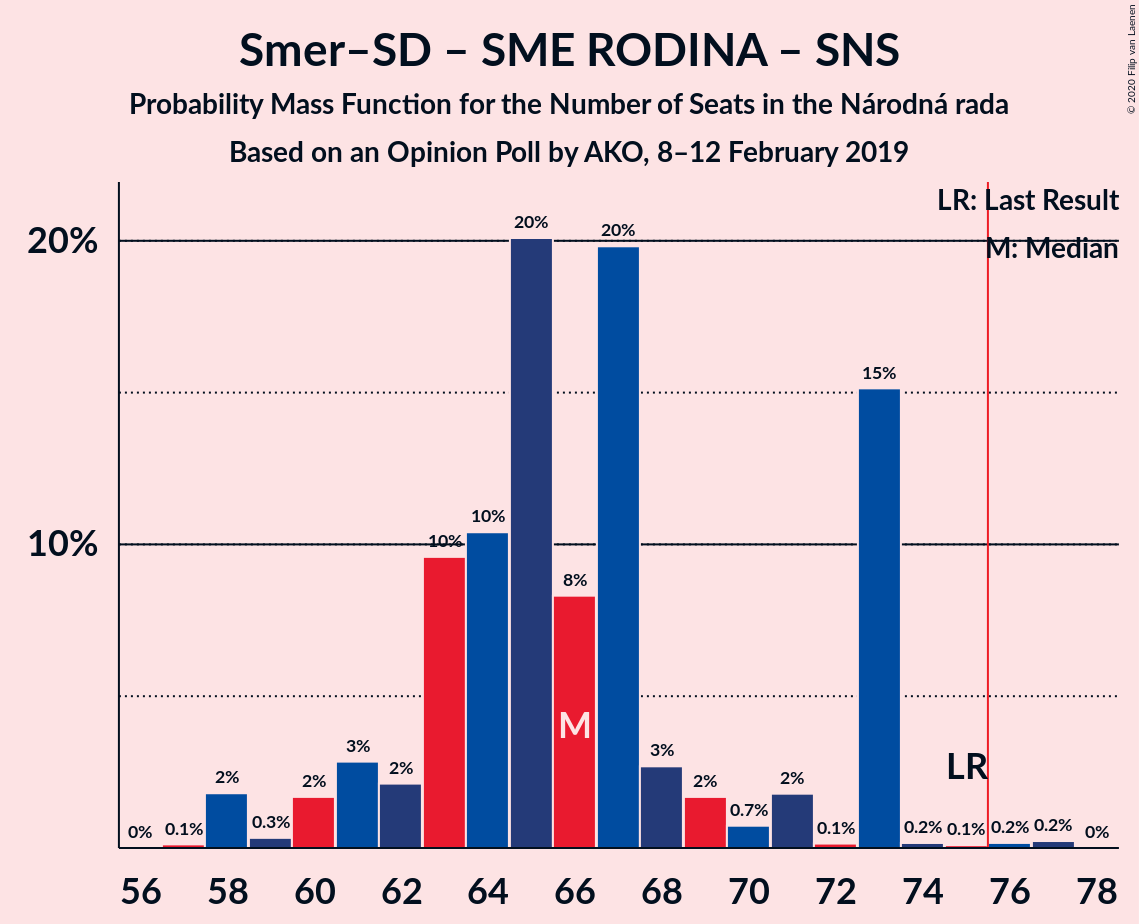 Smer–SD – SME RODINA – SNS
Probability Mass Function for the Number of Seats in the Národná rada
Based on an Opinion Poll by AKO, 8–12 February 2019
© 2020 Filip van Laenen
LR: Last Result
M: Median
20%
10%
0%
0.1%
2%
0.3%
2%
3%
2%
10%
10%
20%
8%
20%
3%
2%
0.7%
2%
0.1%
15%
0.2%
0.1%
0.2%
0.2%
0%
M
LR
56 58 60 62 64 66 68 70 72 74 76 78